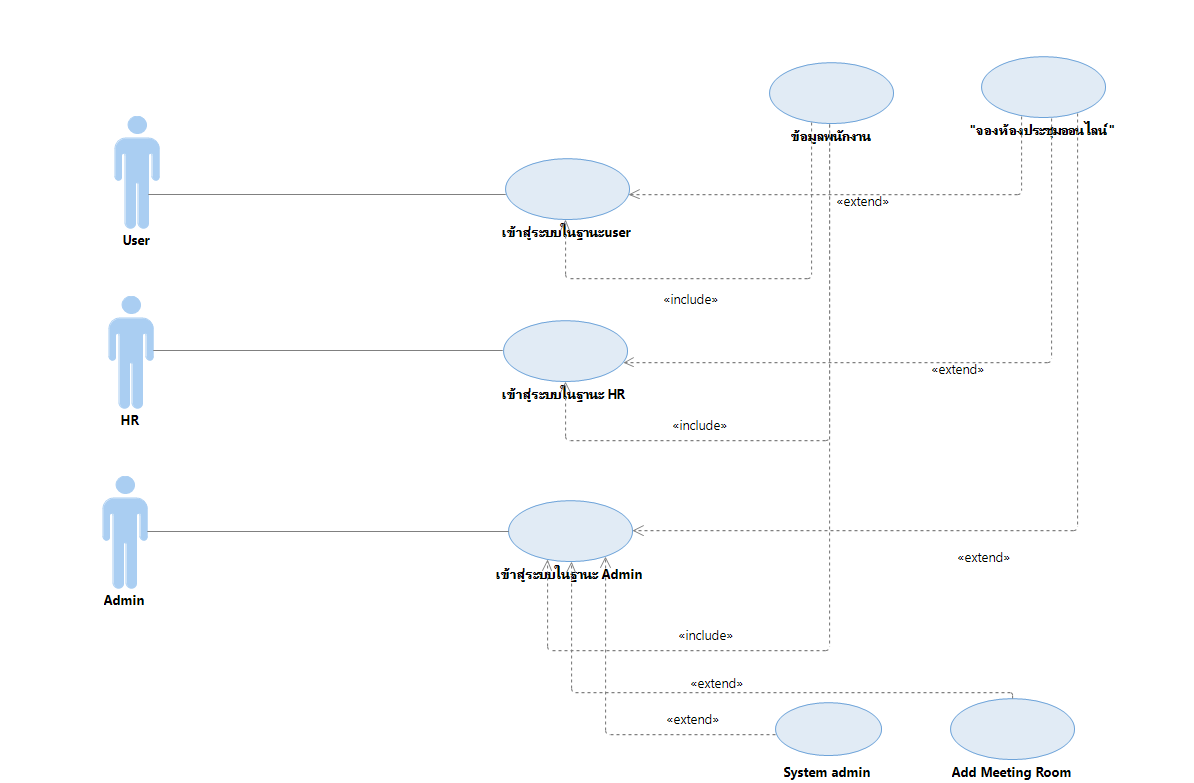 ข้อมูลพนักงาน
"จองห้องประชุมออนไลน์"
«extend»
User
เข้าสู่ระบบในฐานะuser
«include»
«extend»
เข้าสู่ระบบในฐานะ HR
HR
«include»
«extend»
เข้าสู่ระบบในฐานะ Admin
Admin
«include»
«extend»
«extend»
System admin
Add Meeting Room